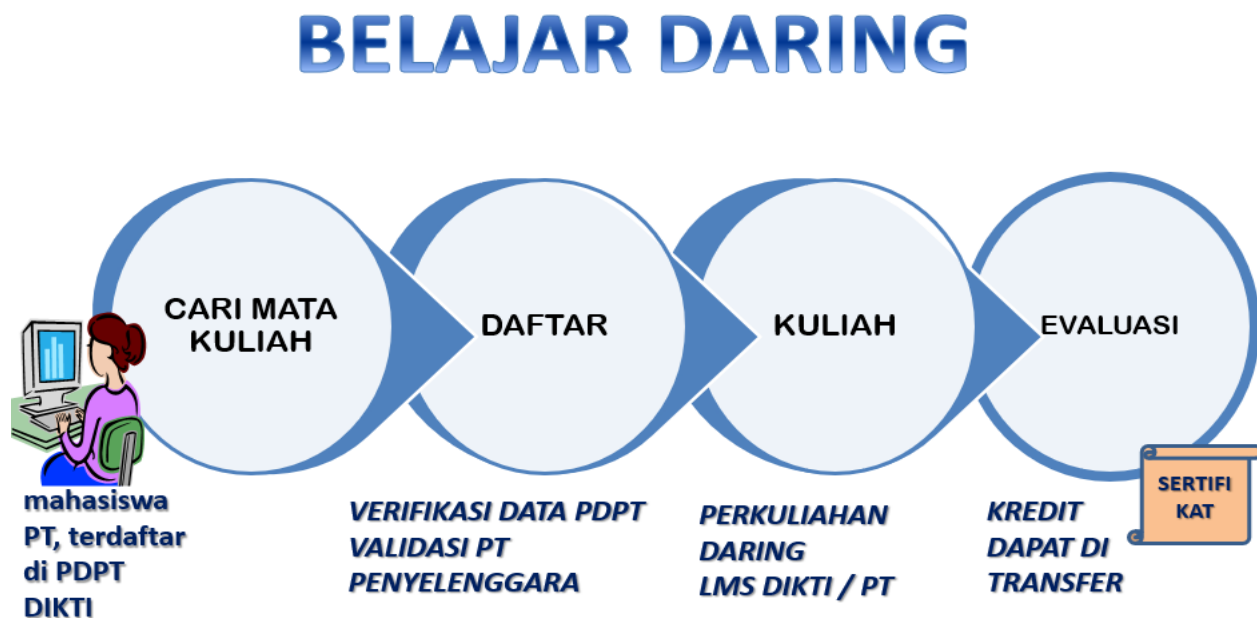 BELAJAR DARING
CARI MATA
KULIAH
DAFTAR
KULIAH
EVALUASI
mahasiswa
PT, terdaftar
di PDPT
DIKTI
VERIFIKASI DATA PDPT
VALIDASI PT
PENYELENGGARA
PERKULIAHAN
DARING
LMS DIKTI / PT
KREDIT
DAPAT DI
TRANSFER
SERTIFI
KAT